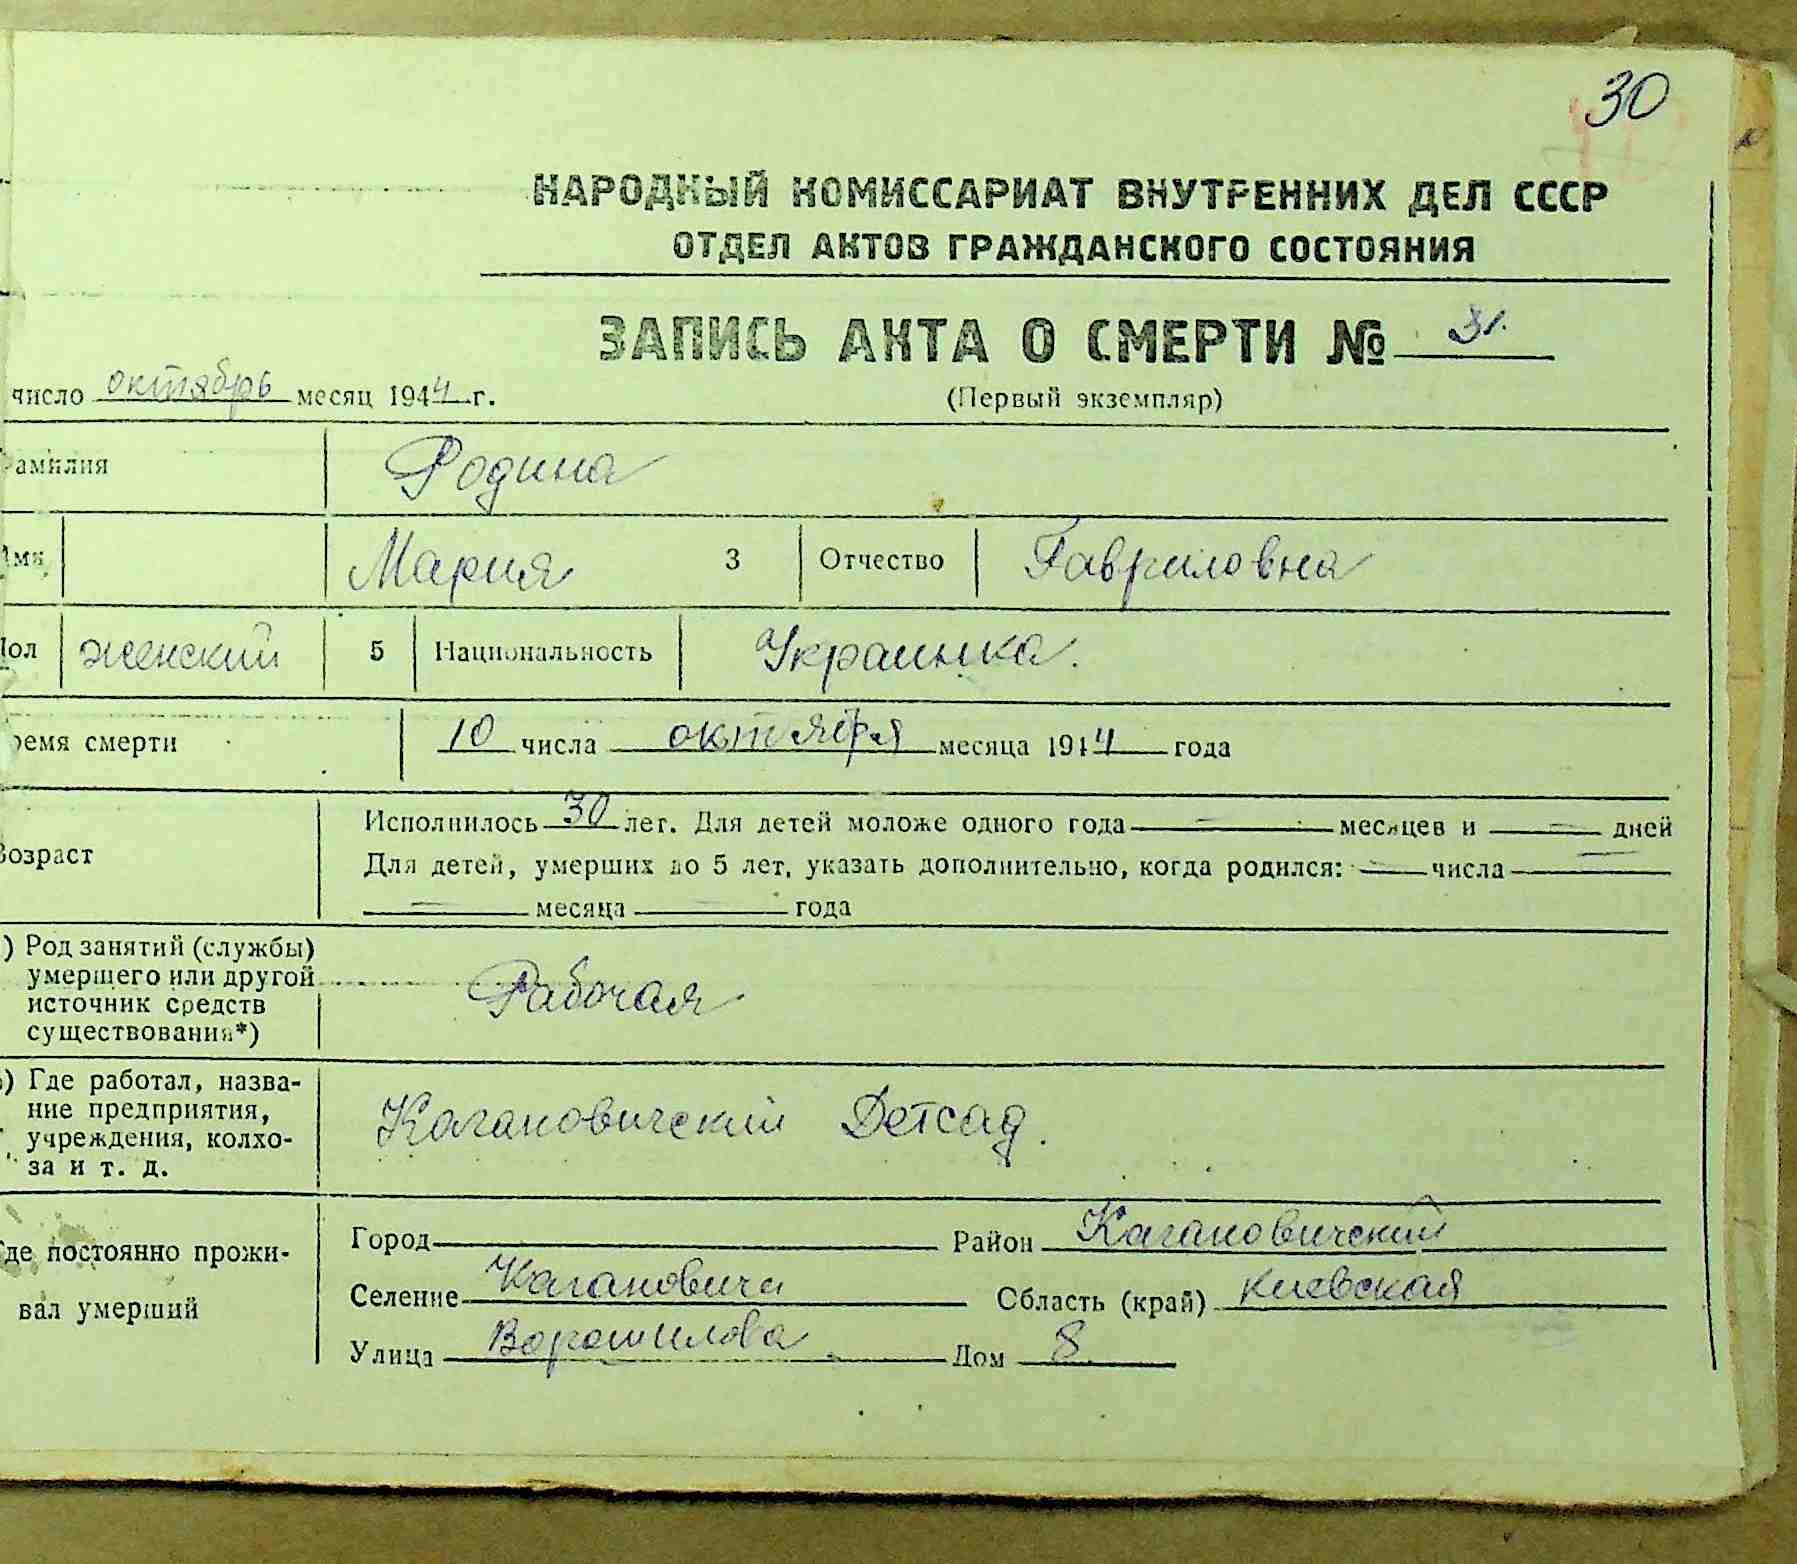 30
НАРОДНЫЙ КОМИССАРИАТ ВНУТРЕННИХ ДЕЛ СССР
ОТДЕЛ АКТОВ ГРАЖДАНСКОГО СОСТОЯНИЯ
ЗАПИСЬ АКТА О СМЕРТИ № 31.
число октябрь месяц 1944 г.
(Первый экземпляр)
Фамилия Родина
Имя Мария 3 Отчество Гавриловна
Пол женский 5 Национальность Украинка.
ремя смерти 10 числа октября месяца 1944 года
Возраст
Исполнилось 30 лет. Для детей моложе одного года — месяцев и — дней
Для детей, умерших до 5 лет, указать дополнительно, когда родился: — числа —
— месяца — года
) Род занятий (службы)
умершего или другой
источник средств
существования*)
Рабочая
) Где работал, назва-
ние предприятия,
учреждения, колхо-
за и т. д.
Кагановичский Детсад.
Где постоянно прожи-
вал умерший
Город — Район Кагановичский
Селение Кагановичи Область (край) Киевская
Улица Ворошилова Дом 8